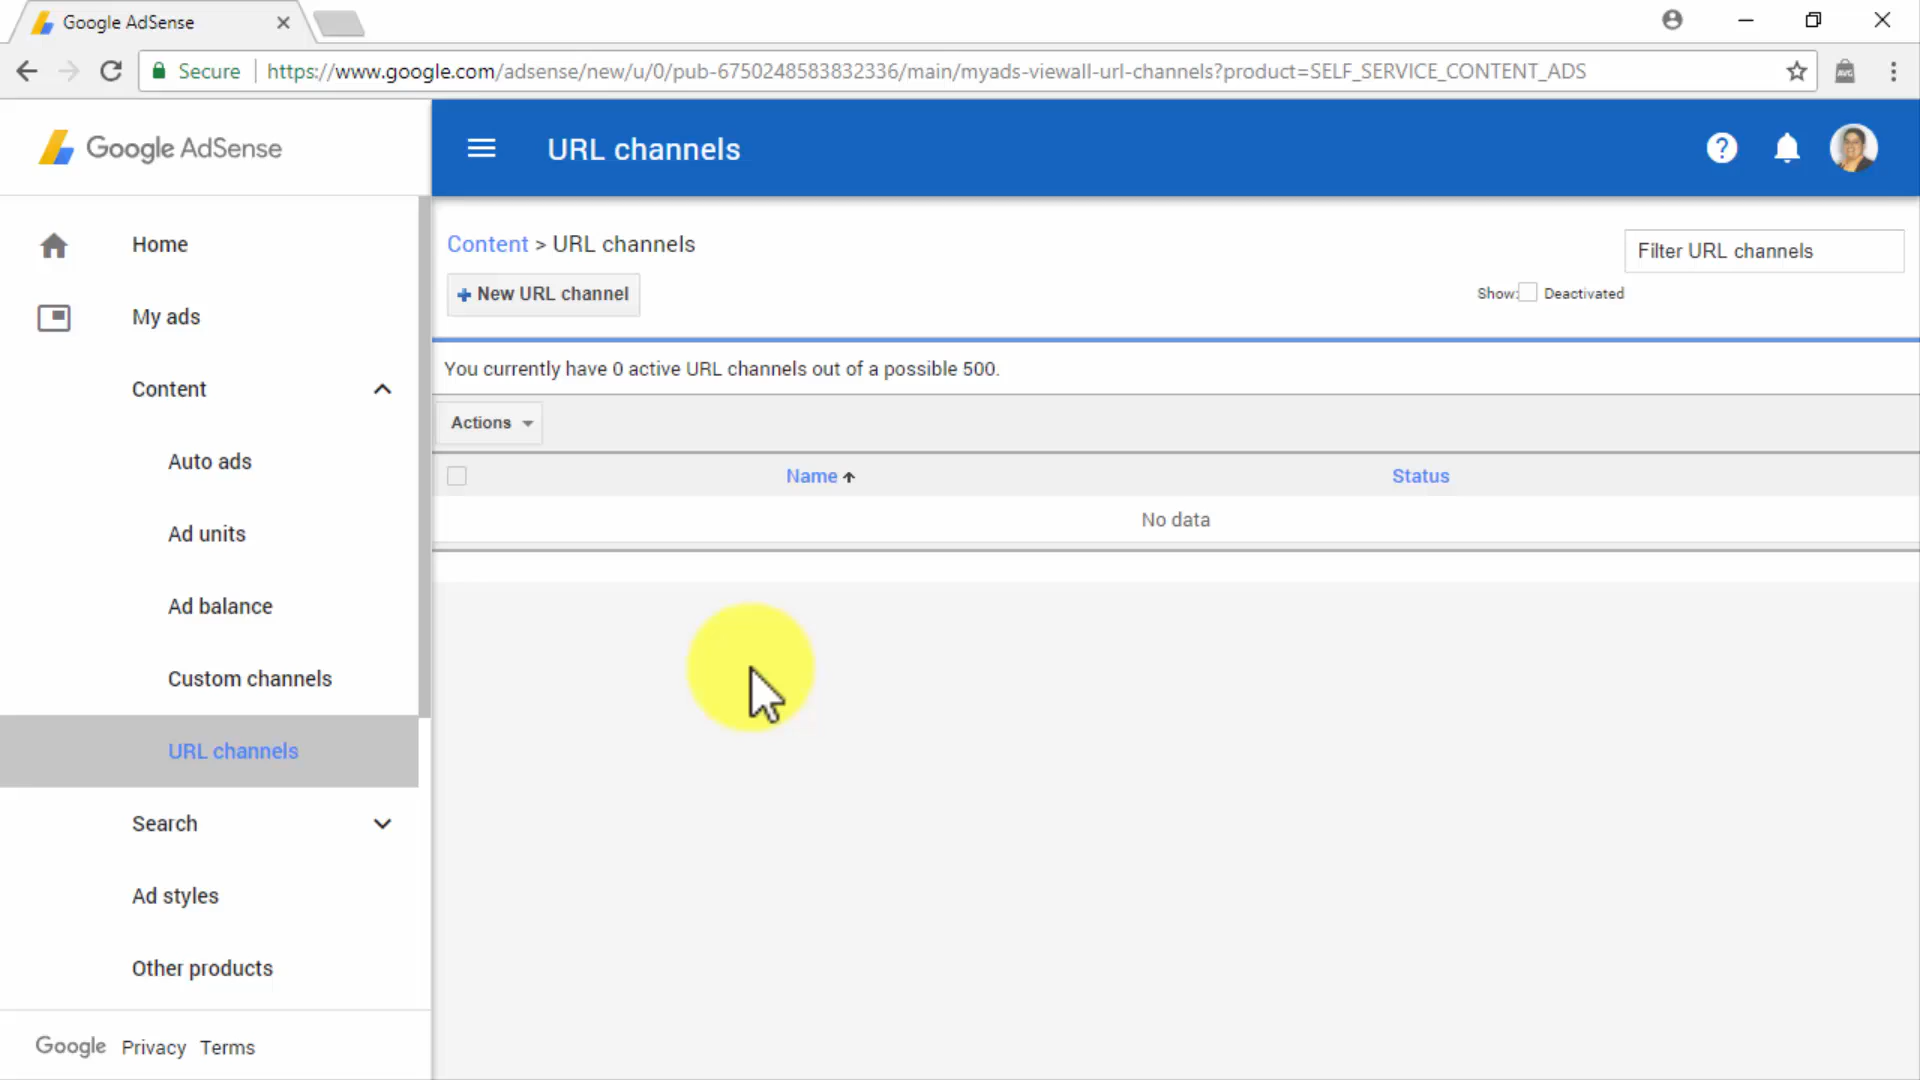 Google AdSense
Secure https://www.google.com/adsense/new/u/0/pub-6750248583832336/main/myads-viewall-url-channels?product=SELF_SERVICE_CONTENT_ADS
AVG
Google AdSense
URL channels
?
Home
My ads
Content
Auto ads
Ad units
Ad balance
Custom channels
URL channels
Search
Ad styles
Other products
Google Privacy Terms
Content > URL channels
Filter URL channels
+ New URL channel
Show: Deactivated
You currently have 0 active URL channels out of a possible 500.
Actions
Name Status
No data